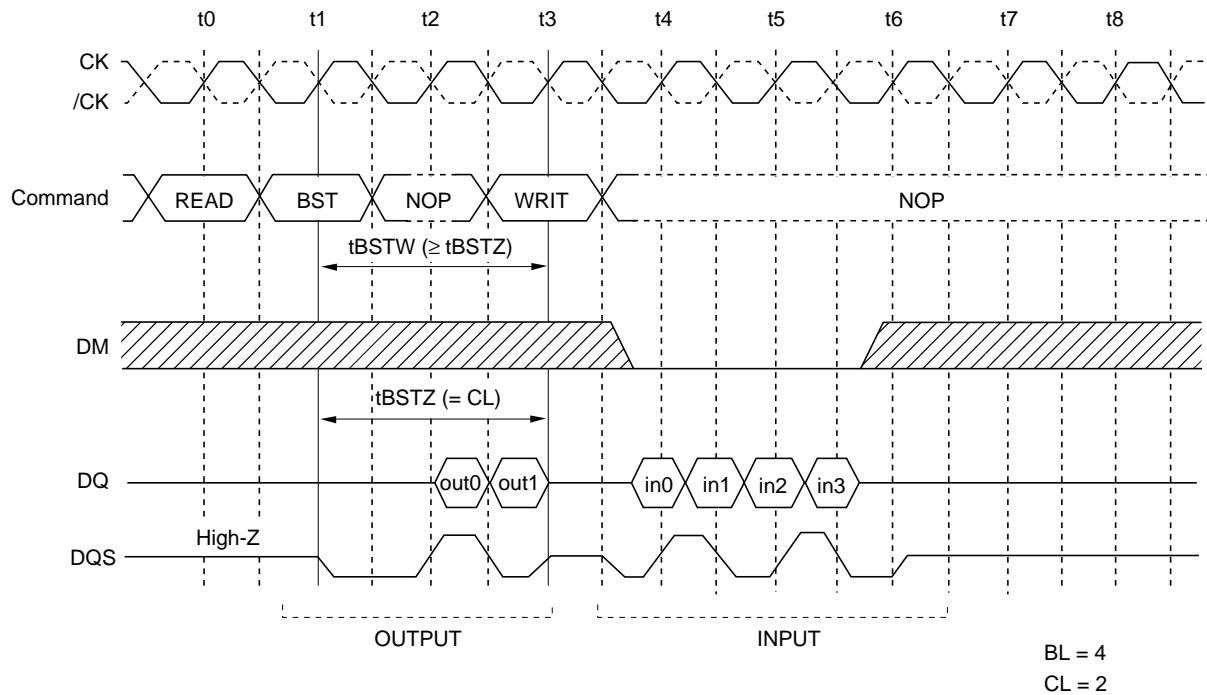 t0 t1 t2 t3 t4 t5 t6 t7 t8
CK
/CK
Command READ BST NOP WRIT NOP
tBSTW (≥ tBSTZ)
DM
tBSTZ (= CL)
DQ out0 out1 in0 in1 in2 in3
High-Z
DQS
OUTPUT INPUT
BL = 4
CL = 2